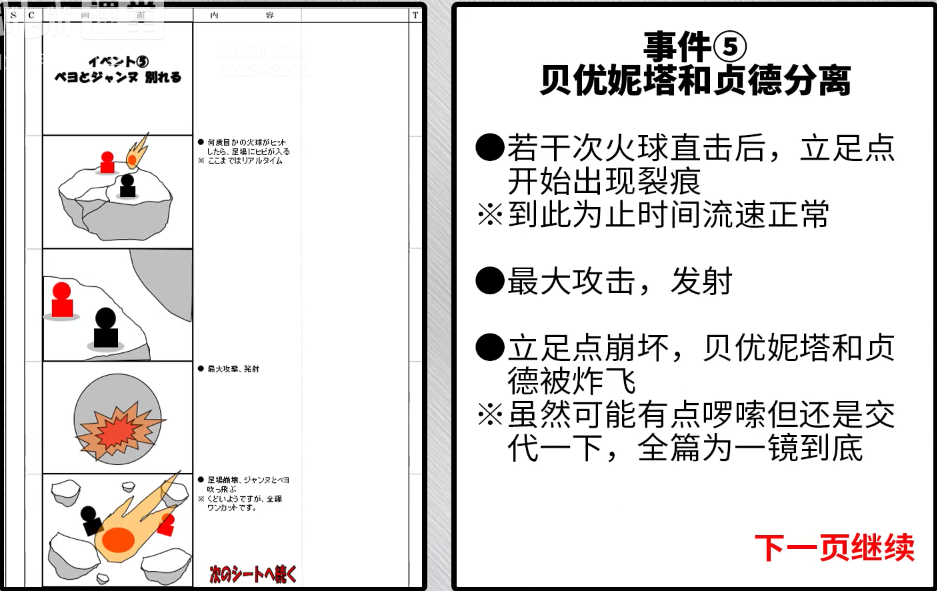 S
C
画 面
内 容
T
イベント⑤
ベヨとジャンヌ 別れる
● 何歳目かの火球がヒット
したら、足場にヒビが入る
※ ここまではリアルタイム
● 最大攻撃、発射
● 足場崩壊、ジャンヌとベヨ
吹っ飛ぶ
※ くどいようですが、全編
ワンカットです。
次のシートへ続く
事件⑤
贝优妮塔和贞德分离
●若干次火球直击后，立足点
开始出现裂痕
※到此为止时间流速正常
●最大攻击，发射
●立足点崩坏，贝优妮塔和贞
德被炸飞
※虽然可能有点啰嗦但还是交
代一下，全篇为一镜到底
下一页继续